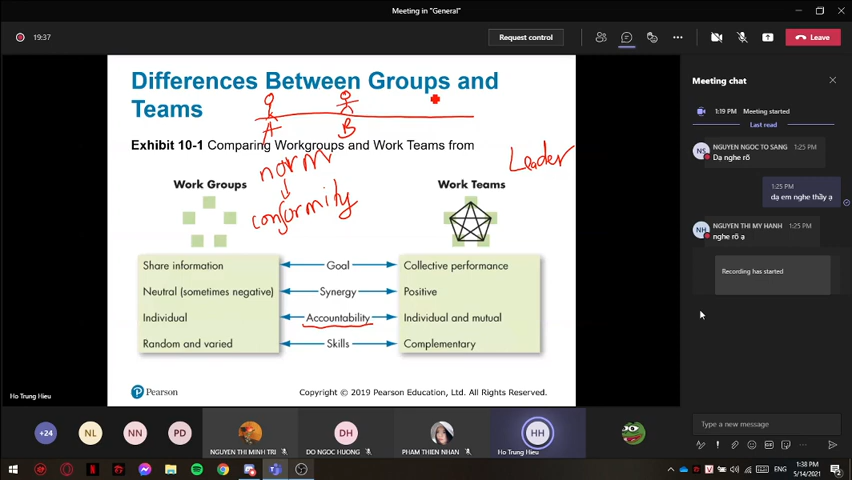 Meeting in "General"
19:37
Request control
Leave
Differences Between Groups and
Teams
A
B
Exhibit 10-1 Comparing Workgroups and Work Teams from
norm
Leader
conformity
Work Groups
Work Teams
Share information
Goal
Collective performance
Neutral (sometimes negative)
Synergy
Positive
Individual
Accountability
Individual and mutual
Random and varied
Skills
Complementary
Pearson
Copyright © 2019 Pearson Education, Ltd. All Rights Reserved.
Ho Trung Hieu
Meeting chat
1:19 PM Meeting started
Last read
NS
NGUYEN NGOC TO SANG 1:25 PM
Dạ nghe rõ
1:25 PM
dạ em nghe thầy ạ
NH
NGUYEN THI MY HANH 1:25 PM
nghe rõ ạ
Recording has started
Type a new message
+24
NL
NN
PD
NGUYEN THI MINH TRI
DH
DO NGOC HUONG
PHAM THIEN NHAN
HH
Ho Trung Hieu
ENG
1:38 PM
5/14/2021